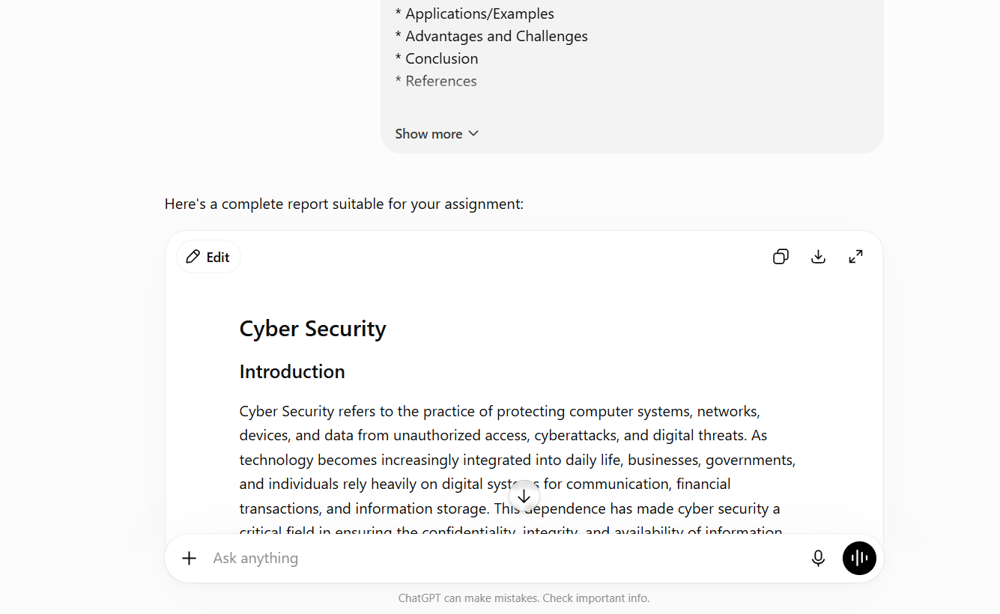 * Applications/Examples
* Advantages and Challenges
* Conclusion
* References
Show more
Here's a complete report suitable for your assignment:
Edit
Cyber Security
Introduction
Cyber Security refers to the practice of protecting computer systems, networks,
devices, and data from unauthorized access, cyberattacks, and digital threats. As
technology becomes increasingly integrated into daily life, businesses, governments,
and individuals rely heavily on digital systems for communication, financial
transactions, and information storage. This dependence has made cyber security a
critical field in ensuring the confidentiality, integrity, and availability of information.
Ask anything
ChatGPT can make mistakes. Check important info.